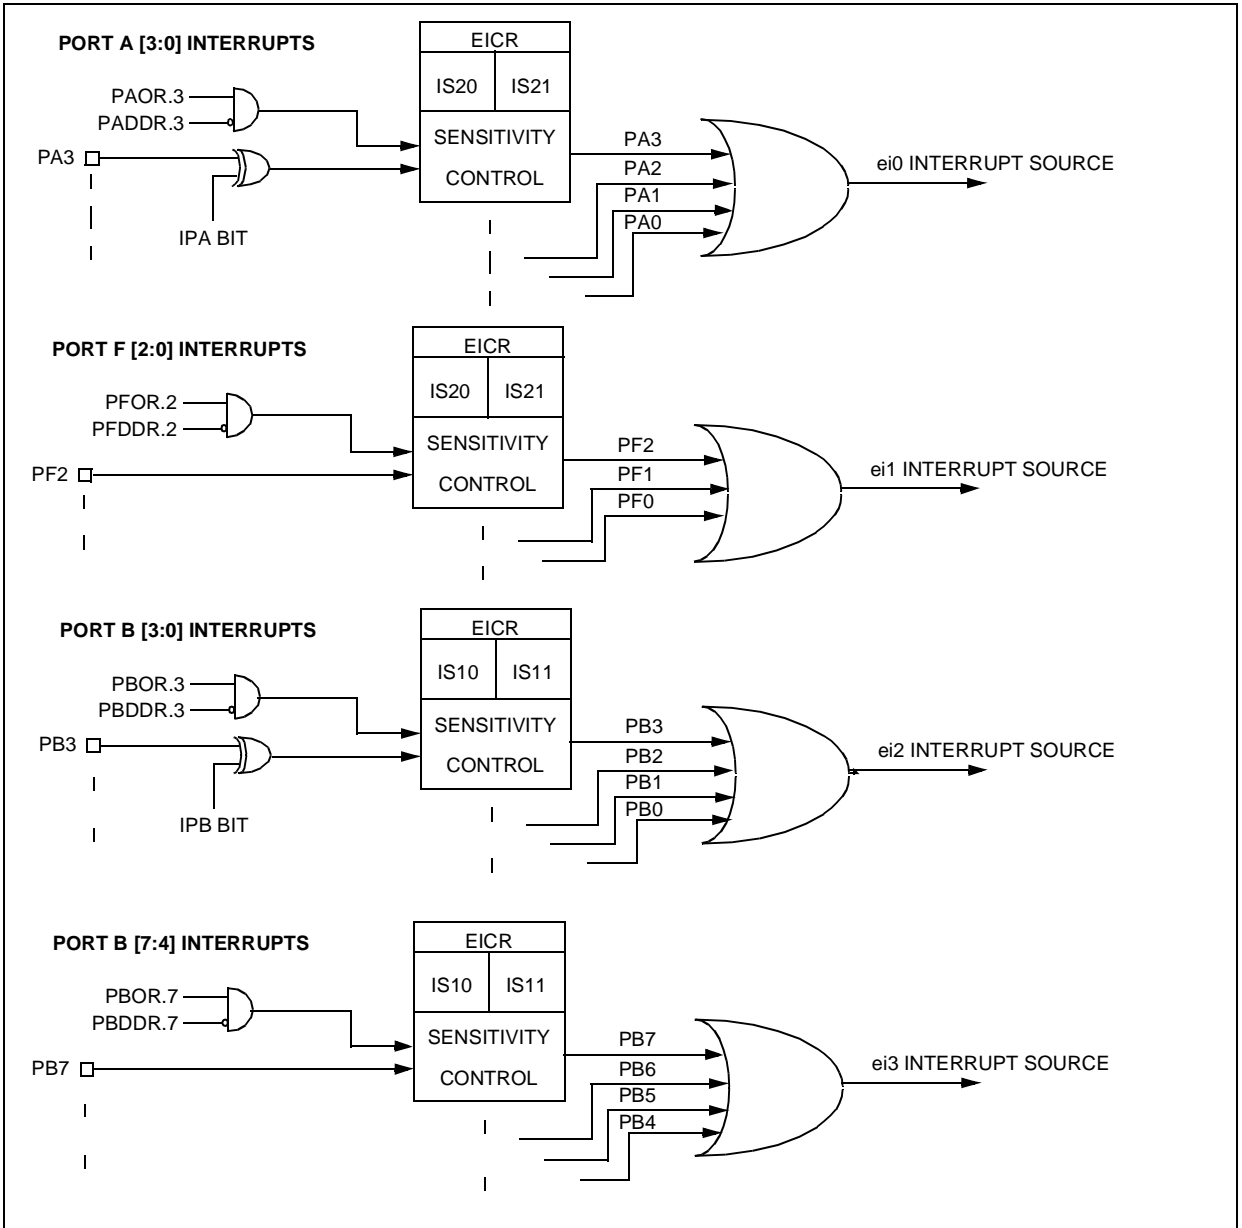 PORT A [3:0] INTERRUPTS
EICR
IS20
IS21
PAOR.3
PADDR.3
SENSITIVITY
CONTROL
PA3
IPA BIT
PA3
PA2
PA1
PA0
ei0 INTERRUPT SOURCE
PORT F [2:0] INTERRUPTS
EICR
IS20
IS21
PFOR.2
PFDDR.2
SENSITIVITY
CONTROL
PF2
PF2
PF1
PF0
ei1 INTERRUPT SOURCE
PORT B [3:0] INTERRUPTS
EICR
IS10
IS11
PBOR.3
PBDDR.3
SENSITIVITY
CONTROL
PB3
IPB BIT
PB3
PB2
PB1
PB0
ei2 INTERRUPT SOURCE
PORT B [7:4] INTERRUPTS
EICR
IS10
IS11
PBOR.7
PBDDR.7
SENSITIVITY
CONTROL
PB7
PB7
PB6
PB5
PB4
ei3 INTERRUPT SOURCE